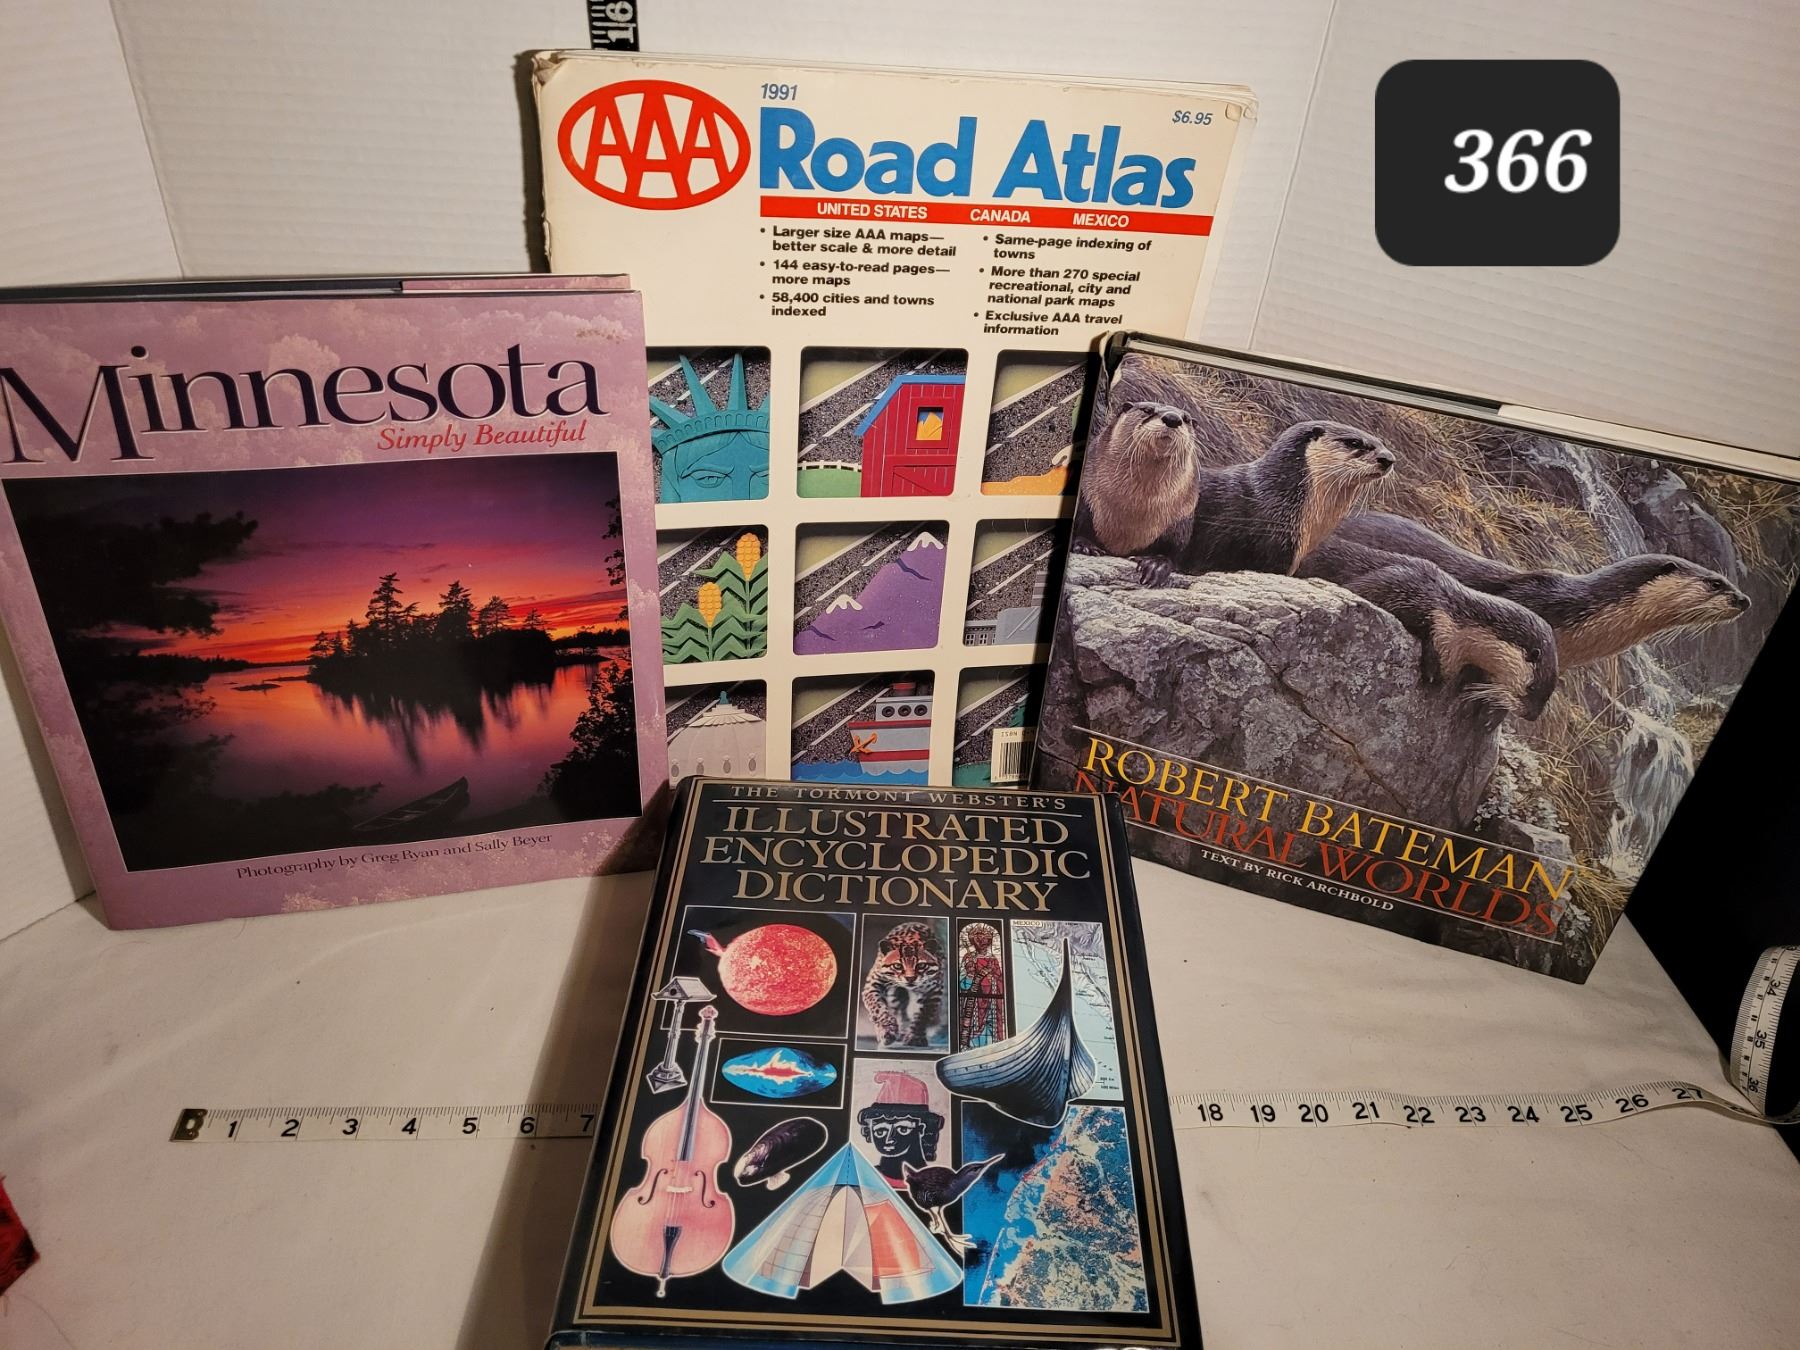 16
366
AAA
1991
$6.95
Road Atlas
UNITED STATES CANADA MEXICO
• Larger size AAA maps—
better scale & more detail
• 144 easy-to-read pages—
more maps
• 58,400 cities and towns
indexed
• Same-page indexing of
towns
• More than 270 special
recreational, city and
national park maps
• Exclusive AAA travel
information
Minnesota
Simply Beautiful
Photography by Greg Ryan and Sally Beyer
ROBERT BATEMAN
NATURAL WORLDS
TEXT BY RICK ARCHBOLD
THE TORMONT WEBSTER'S
ILLUSTRATED
ENCYCLOPEDIC
DICTIONARY
MEXICO
1 2 3 4 5 6 7
18 19 20 21 22 23 24 25 26 27
34
35
36